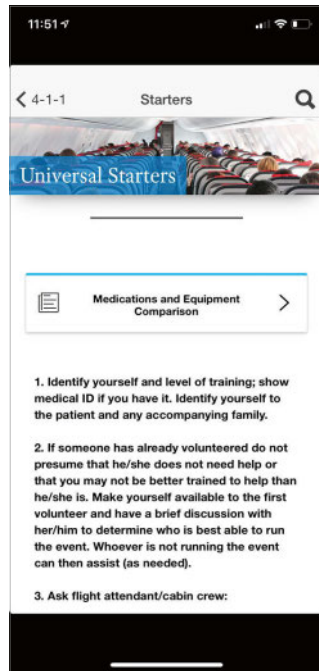 11:51
4-1-1 Starters
Universal Starters
Medications and Equipment
Comparison
1. Identify yourself and level of training; show
medical ID if you have it. Identify yourself to
the patient and any accompanying family.
2. If someone has already volunteered do not
presume that he/she does not need help or
that you may not be better trained to help than
he/she is. Make yourself available to the first
volunteer and have a brief discussion with
her/him to determine who is best able to run
the event. Whoever is not running the event
can then assist (as needed).
3. Ask flight attendant/cabin crew: